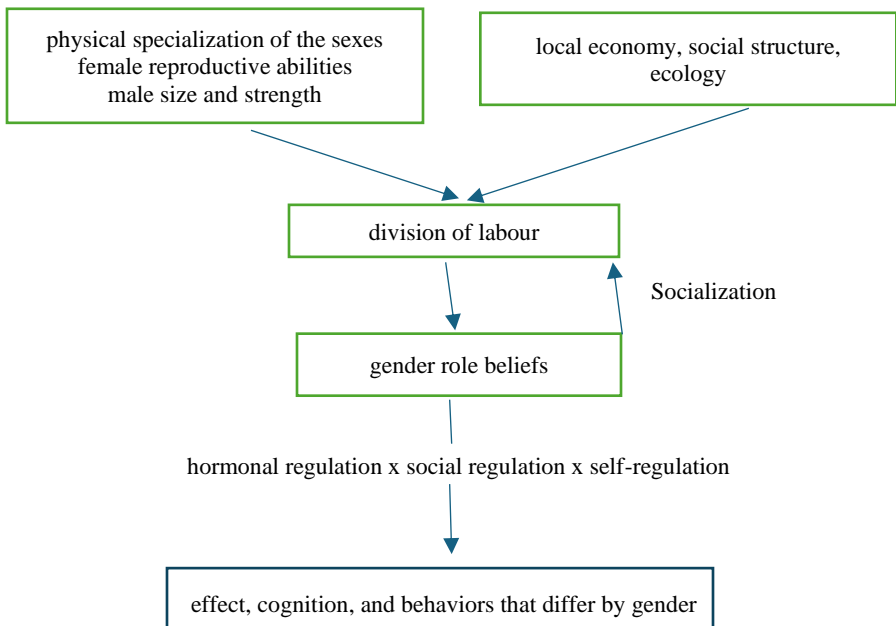 physical specialization of the sexes
female reproductive abilities
male size and strength
local economy, social structure,
ecology
division of labour
Socialization
gender role beliefs
hormonal regulation x social regulation x self-regulation
effect, cognition, and behaviors that differ by gender